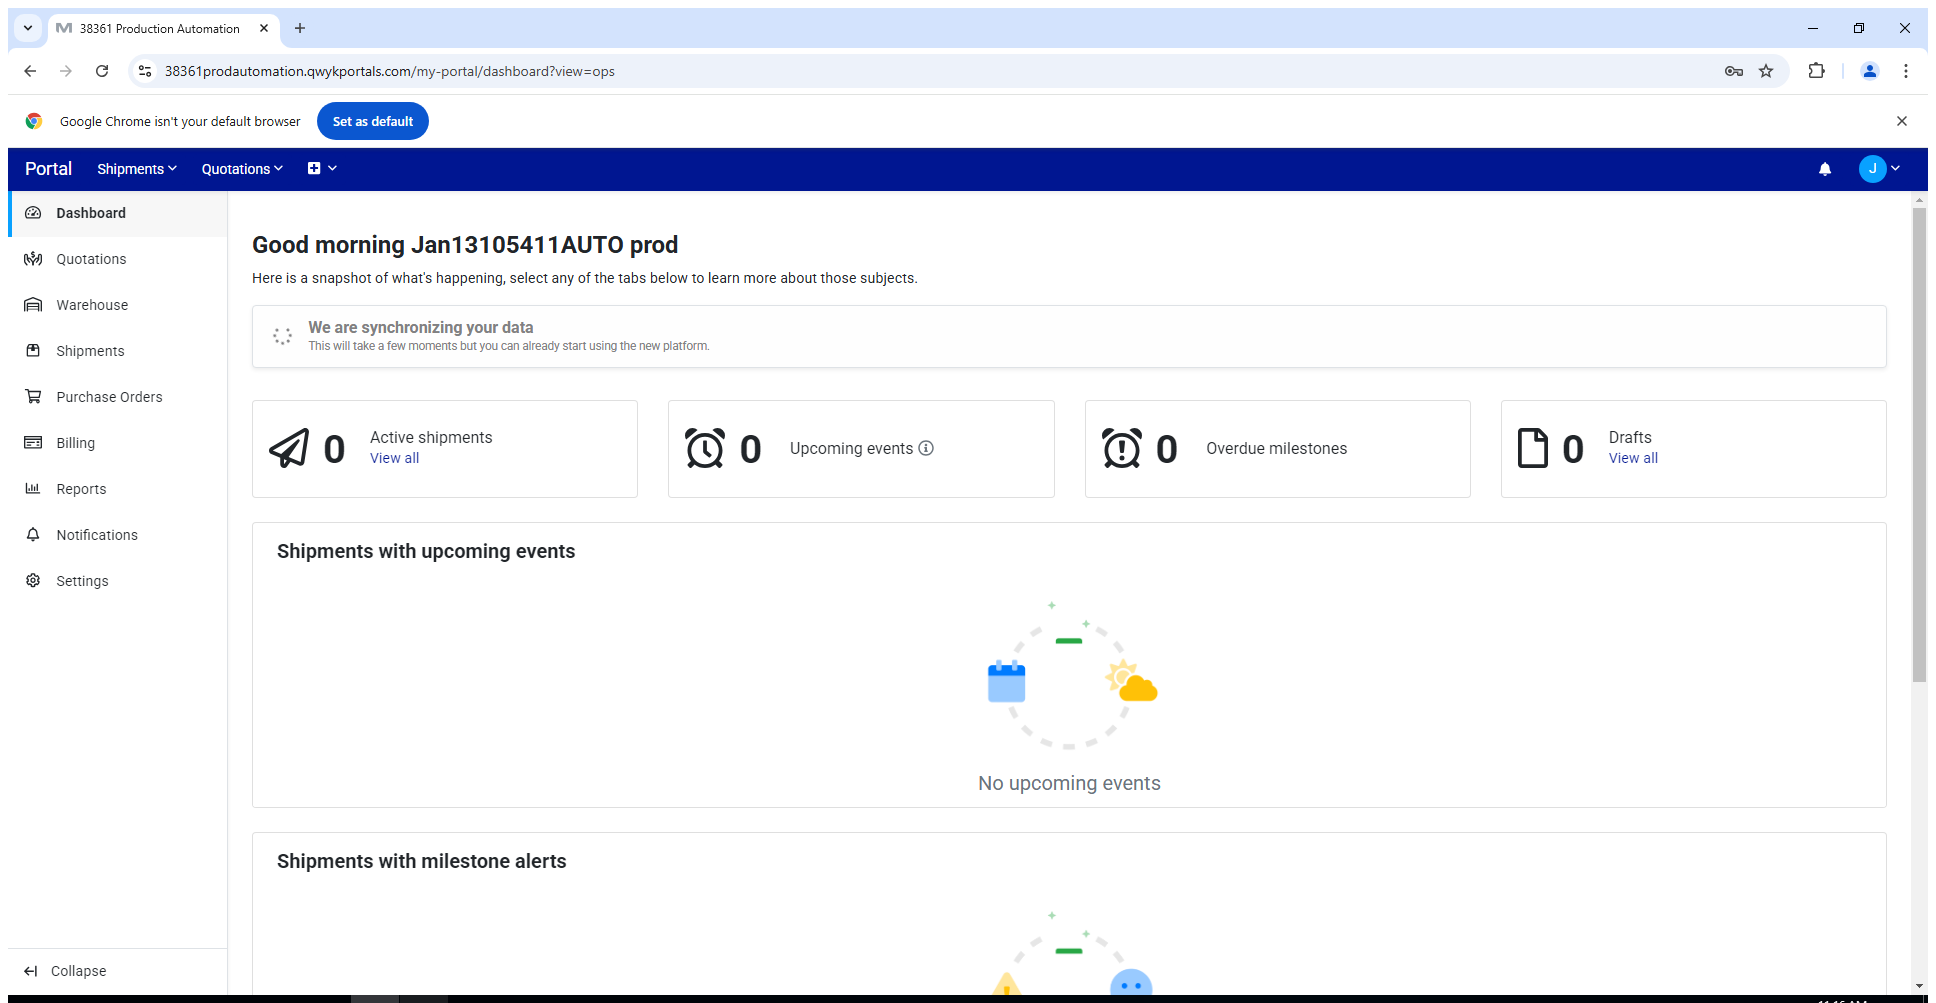 38361 Production Automation
38361prodautomation.qwykportals.com/my-portal/dashboard?view=ops
Google Chrome isn't your default browser
Set as default
Portal
Shipments
Quotations
J
Dashboard
Quotations
Warehouse
Shipments
Purchase Orders
Billing
Reports
Notifications
Settings
Collapse
Good morning Jan13105411AUTO prod
Here is a snapshot of what's happening, select any of the tabs below to learn more about those subjects.
We are synchronizing your data
This will take a few moments but you can already start using the new platform.
0 Active shipments
View all
0 Upcoming events
0 Overdue milestones
0 Drafts
View all
Shipments with upcoming events
No upcoming events
Shipments with milestone alerts